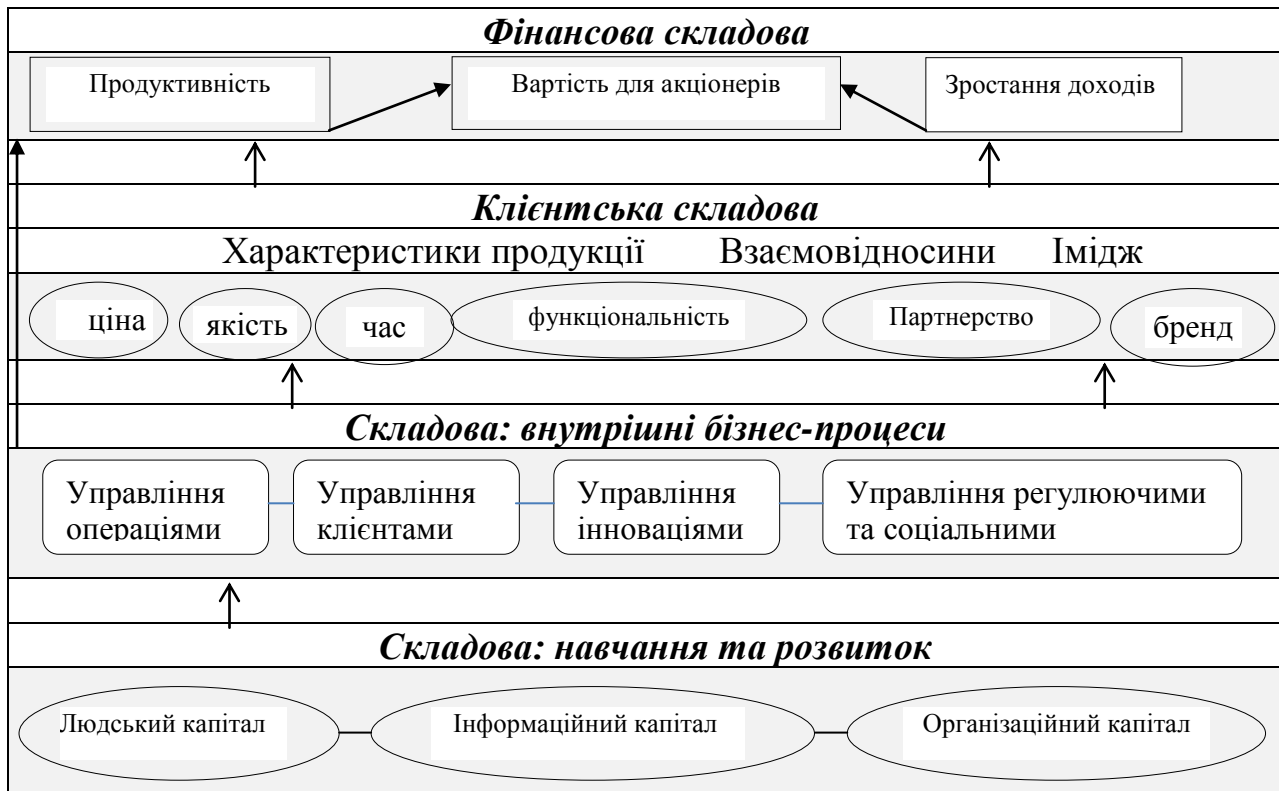 Фінансова складова
Продуктивність
Вартість для акціонерів
Зростання доходів
Клієнтська складова
Характеристики продукції Взаємовідносини Імідж
ціна
якість
час
функціональність
Партнерство
бренд
Складова: внутрішні бізнес-процеси
Управління
операціями
Управління
клієнтами
Управління
інноваціями
Управління регулюючими
та соціальними
Складова: навчання та розвиток
Людський капітал
Інформаційний капітал
Організаційний капітал